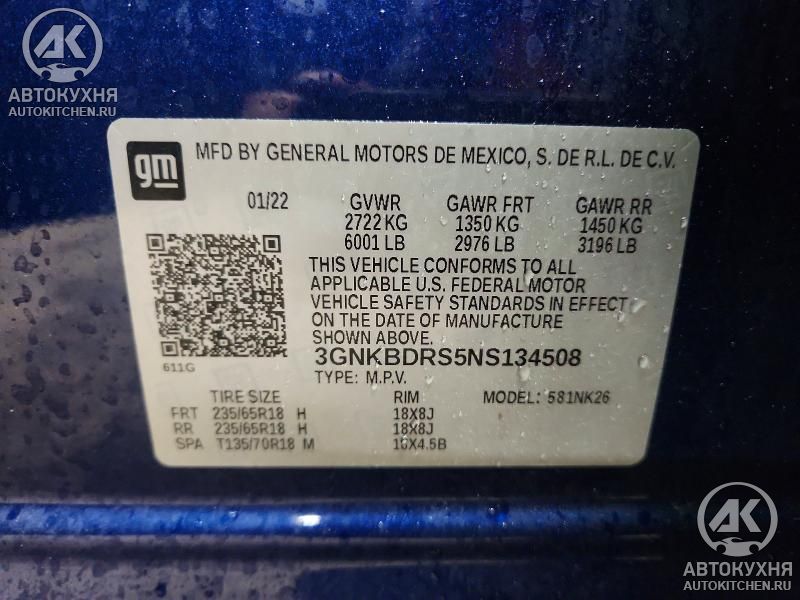 АВТОКУХНЯ
AUTOKITCHEN.RU
gm
MFD BY GENERAL MOTORS DE MEXICO, S. DE R.L. DE C.V.
01/22 GVWR GAWR FRT GAWR RR
2722 KG 1350 KG 1450 KG
6001 LB 2976 LB 3196 LB
THIS VEHICLE CONFORMS TO ALL
APPLICABLE U.S. FEDERAL MOTOR
VEHICLE SAFETY STANDARDS IN EFFECT
ON THE DATE OF MANUFACTURE
SHOWN ABOVE.
3GNKBDRS5NS134508
611G
TYPE: M.P.V.
TIRE SIZE RIM MODEL: 581NK26
FRT 235/65R18 H 18X8J
RR 235/65R18 H 18X8J
SPA T135/70R18 M 18X4.5B
АВТОКУХНЯ
AUTOKITCHEN.RU